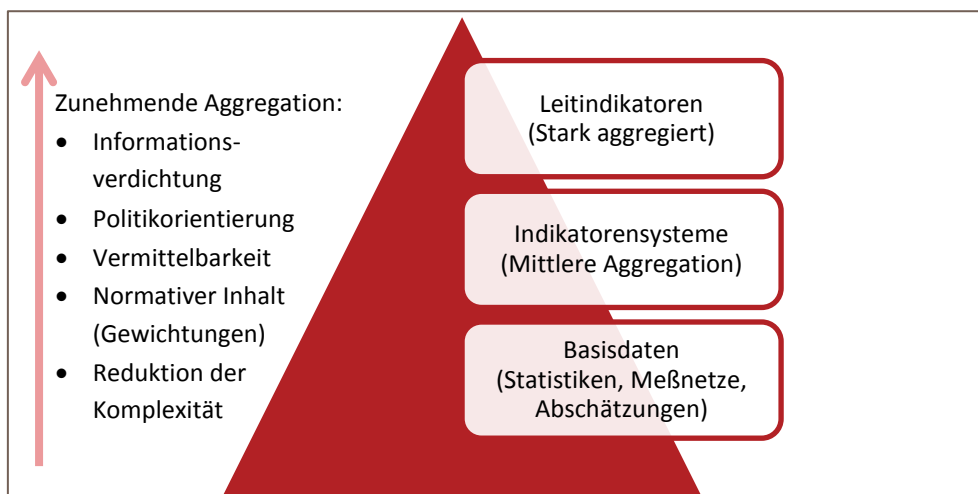 Zunehmende Aggregation:
• Informations-
verdichtung
• Politikorientierung
• Vermittelbarkeit
• Normativer Inhalt
(Gewichtungen)
• Reduktion der
Komplexität
Leitindikatoren
(Stark aggregiert)
Indikatorensysteme
(Mittlere Aggregation)
Basisdaten
(Statistiken, Meßnetze,
Abschätzungen)